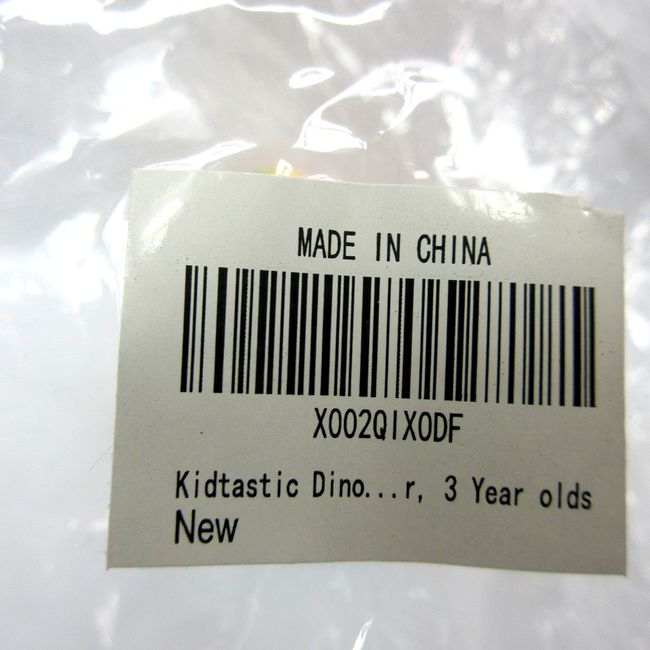 MADE IN CHINA
X002QIX0DF
Kidtastic Dino...r, 3 Year olds
New